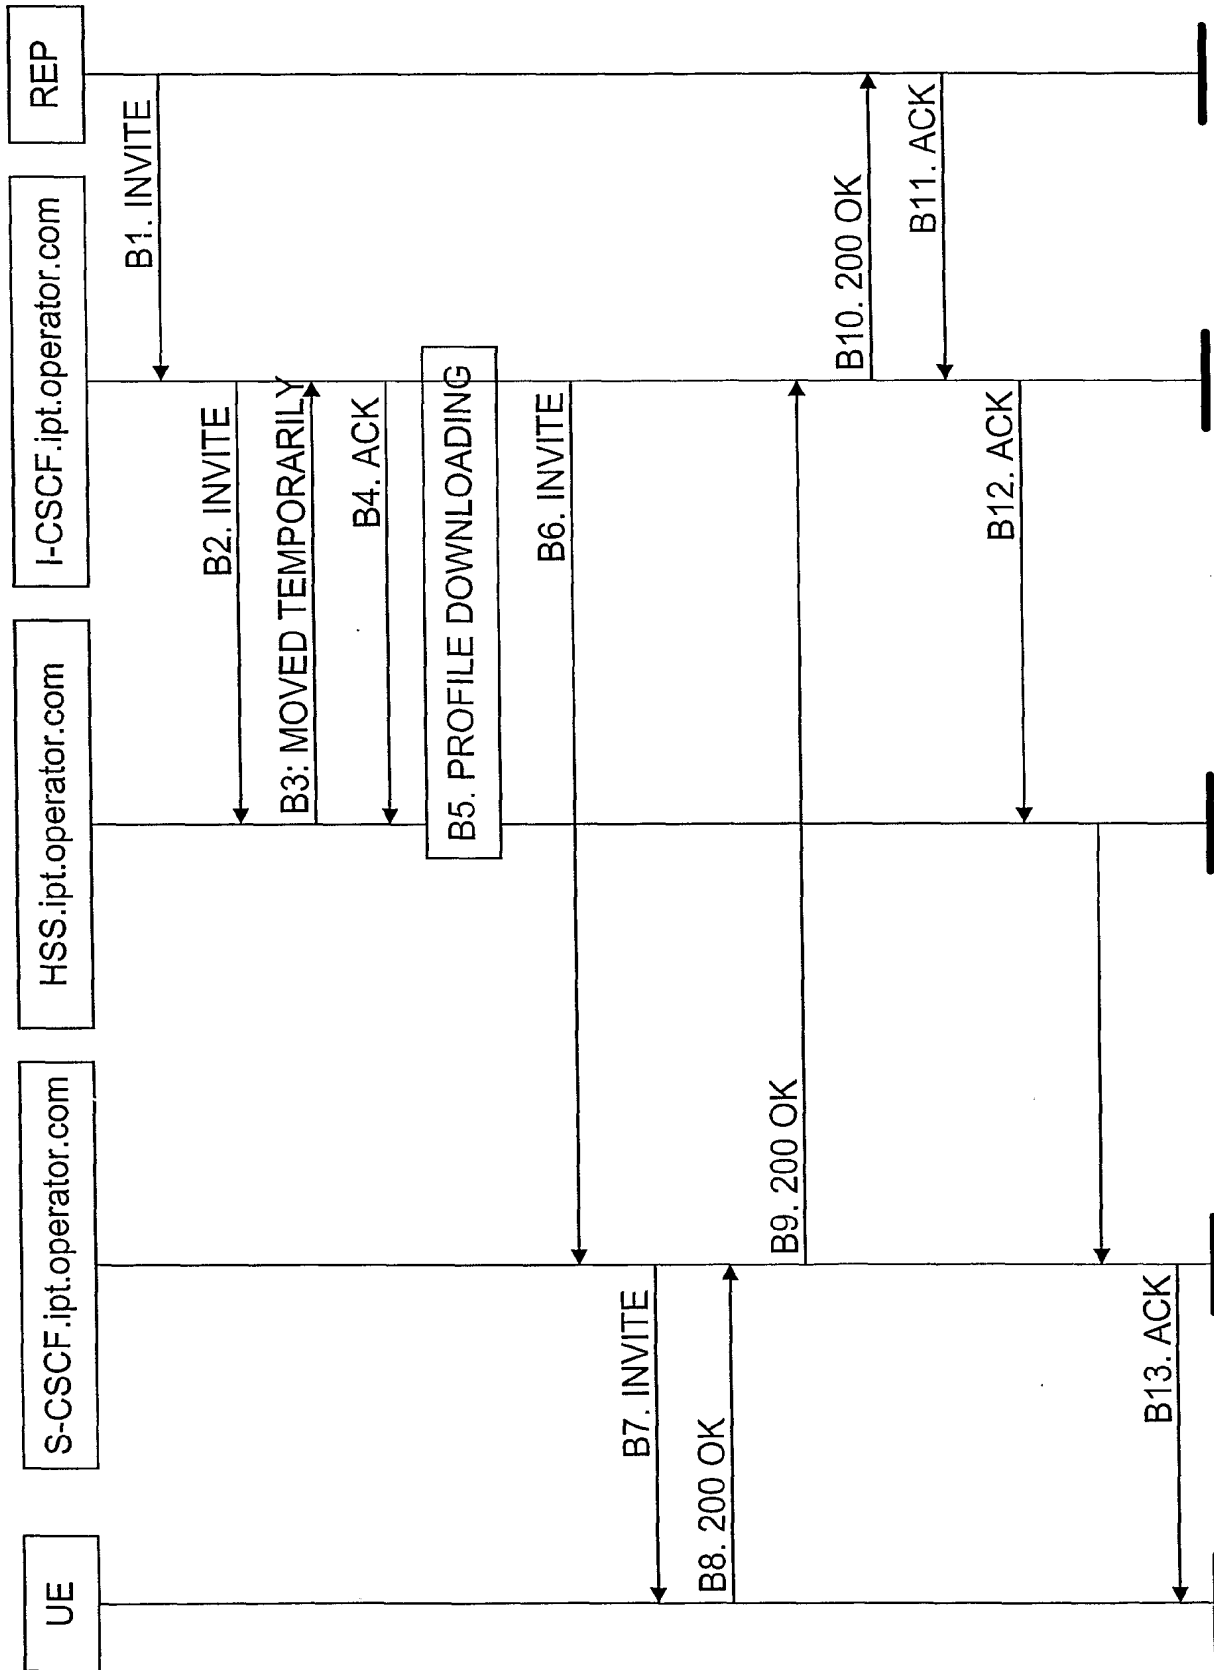 UE
S-CSCF.ipt.operator.com
HSS.ipt.operator.com
I-CSCF.ipt.operator.com
REP
B1. INVITE
B2. INVITE
B3: MOVED TEMPORARILY
B4. ACK
B5. PROFILE DOWNLOADING
B6. INVITE
B7. INVITE
B8. 200 OK
B9. 200 OK
B10. 200 OK
B11. ACK
B12. ACK
B13. ACK